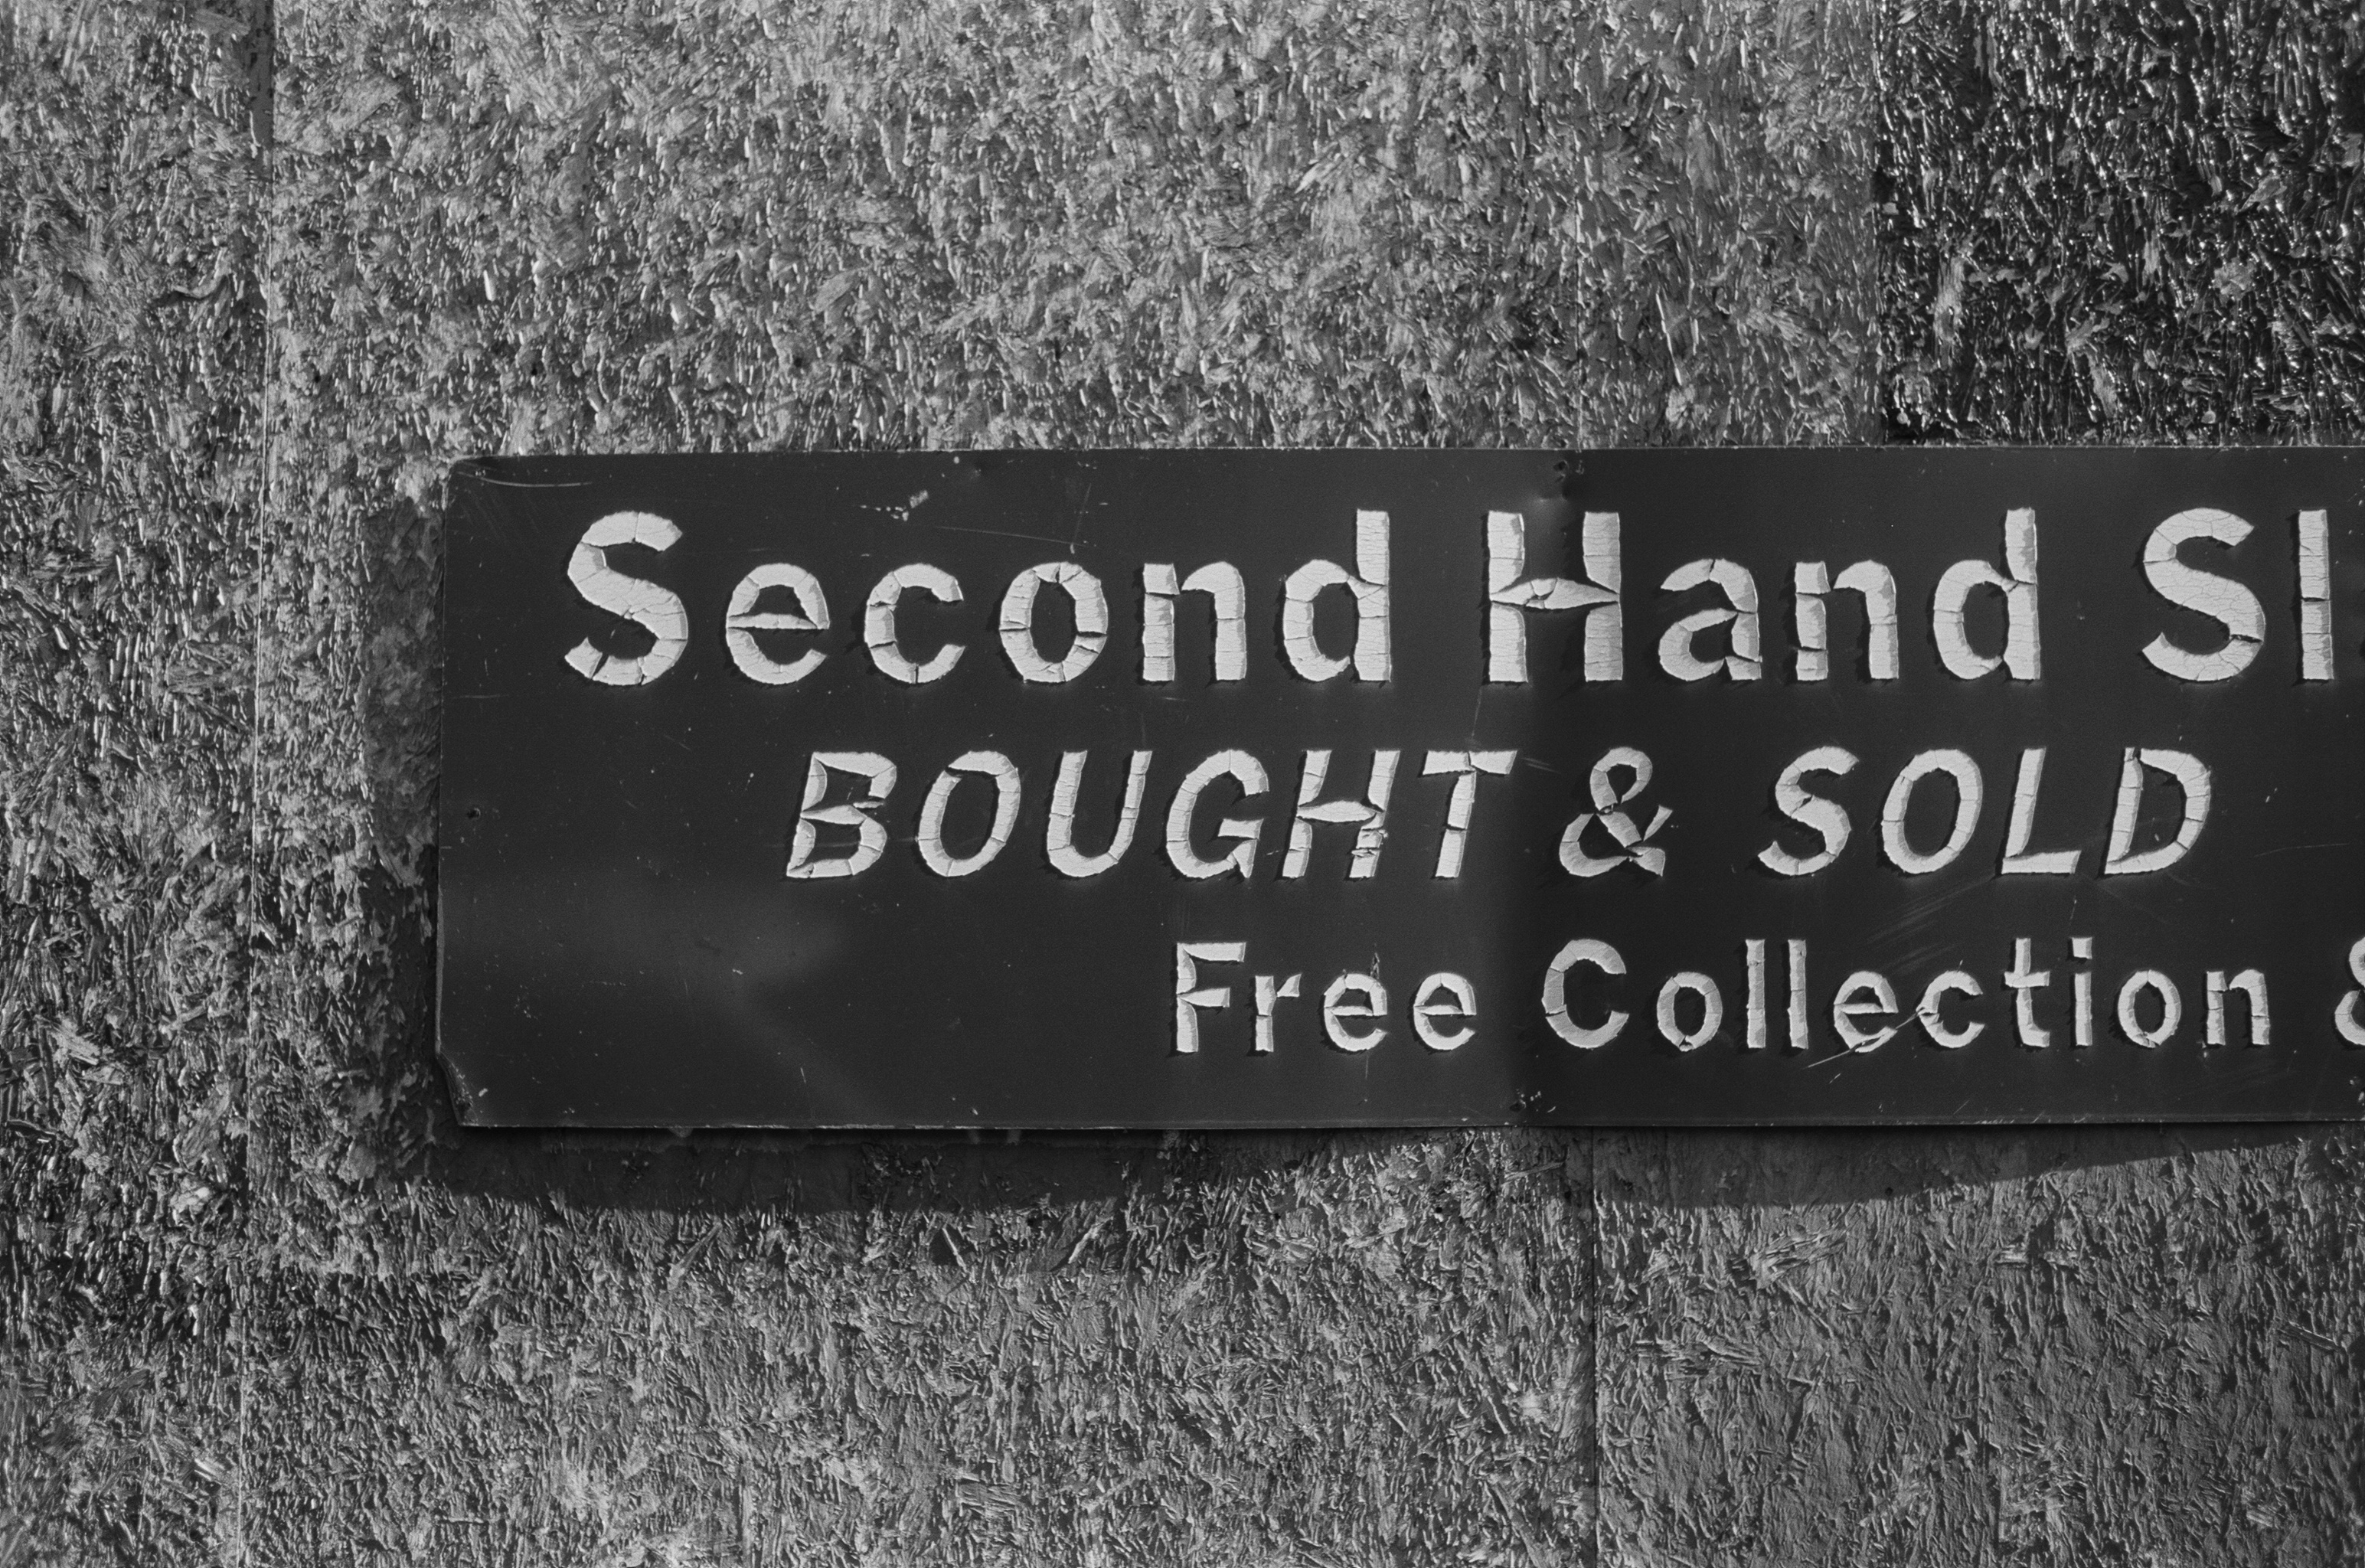 Second Hand
BOUGHT & SOLD
Free Collection &